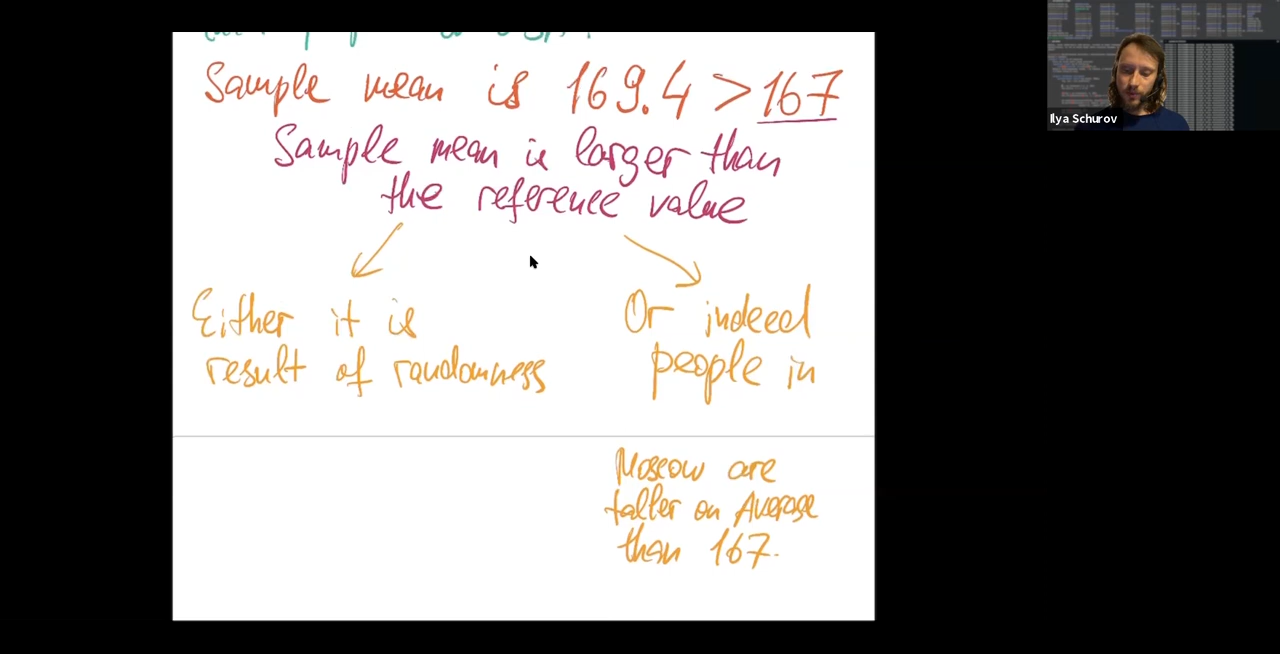 Sample mean is 169.4 > 167
Sample mean is larger than
the reference value
Either it is
result of randomness
Or indeed
people in
Moscow are
taller on Average
than 167.
Ilya Schurov